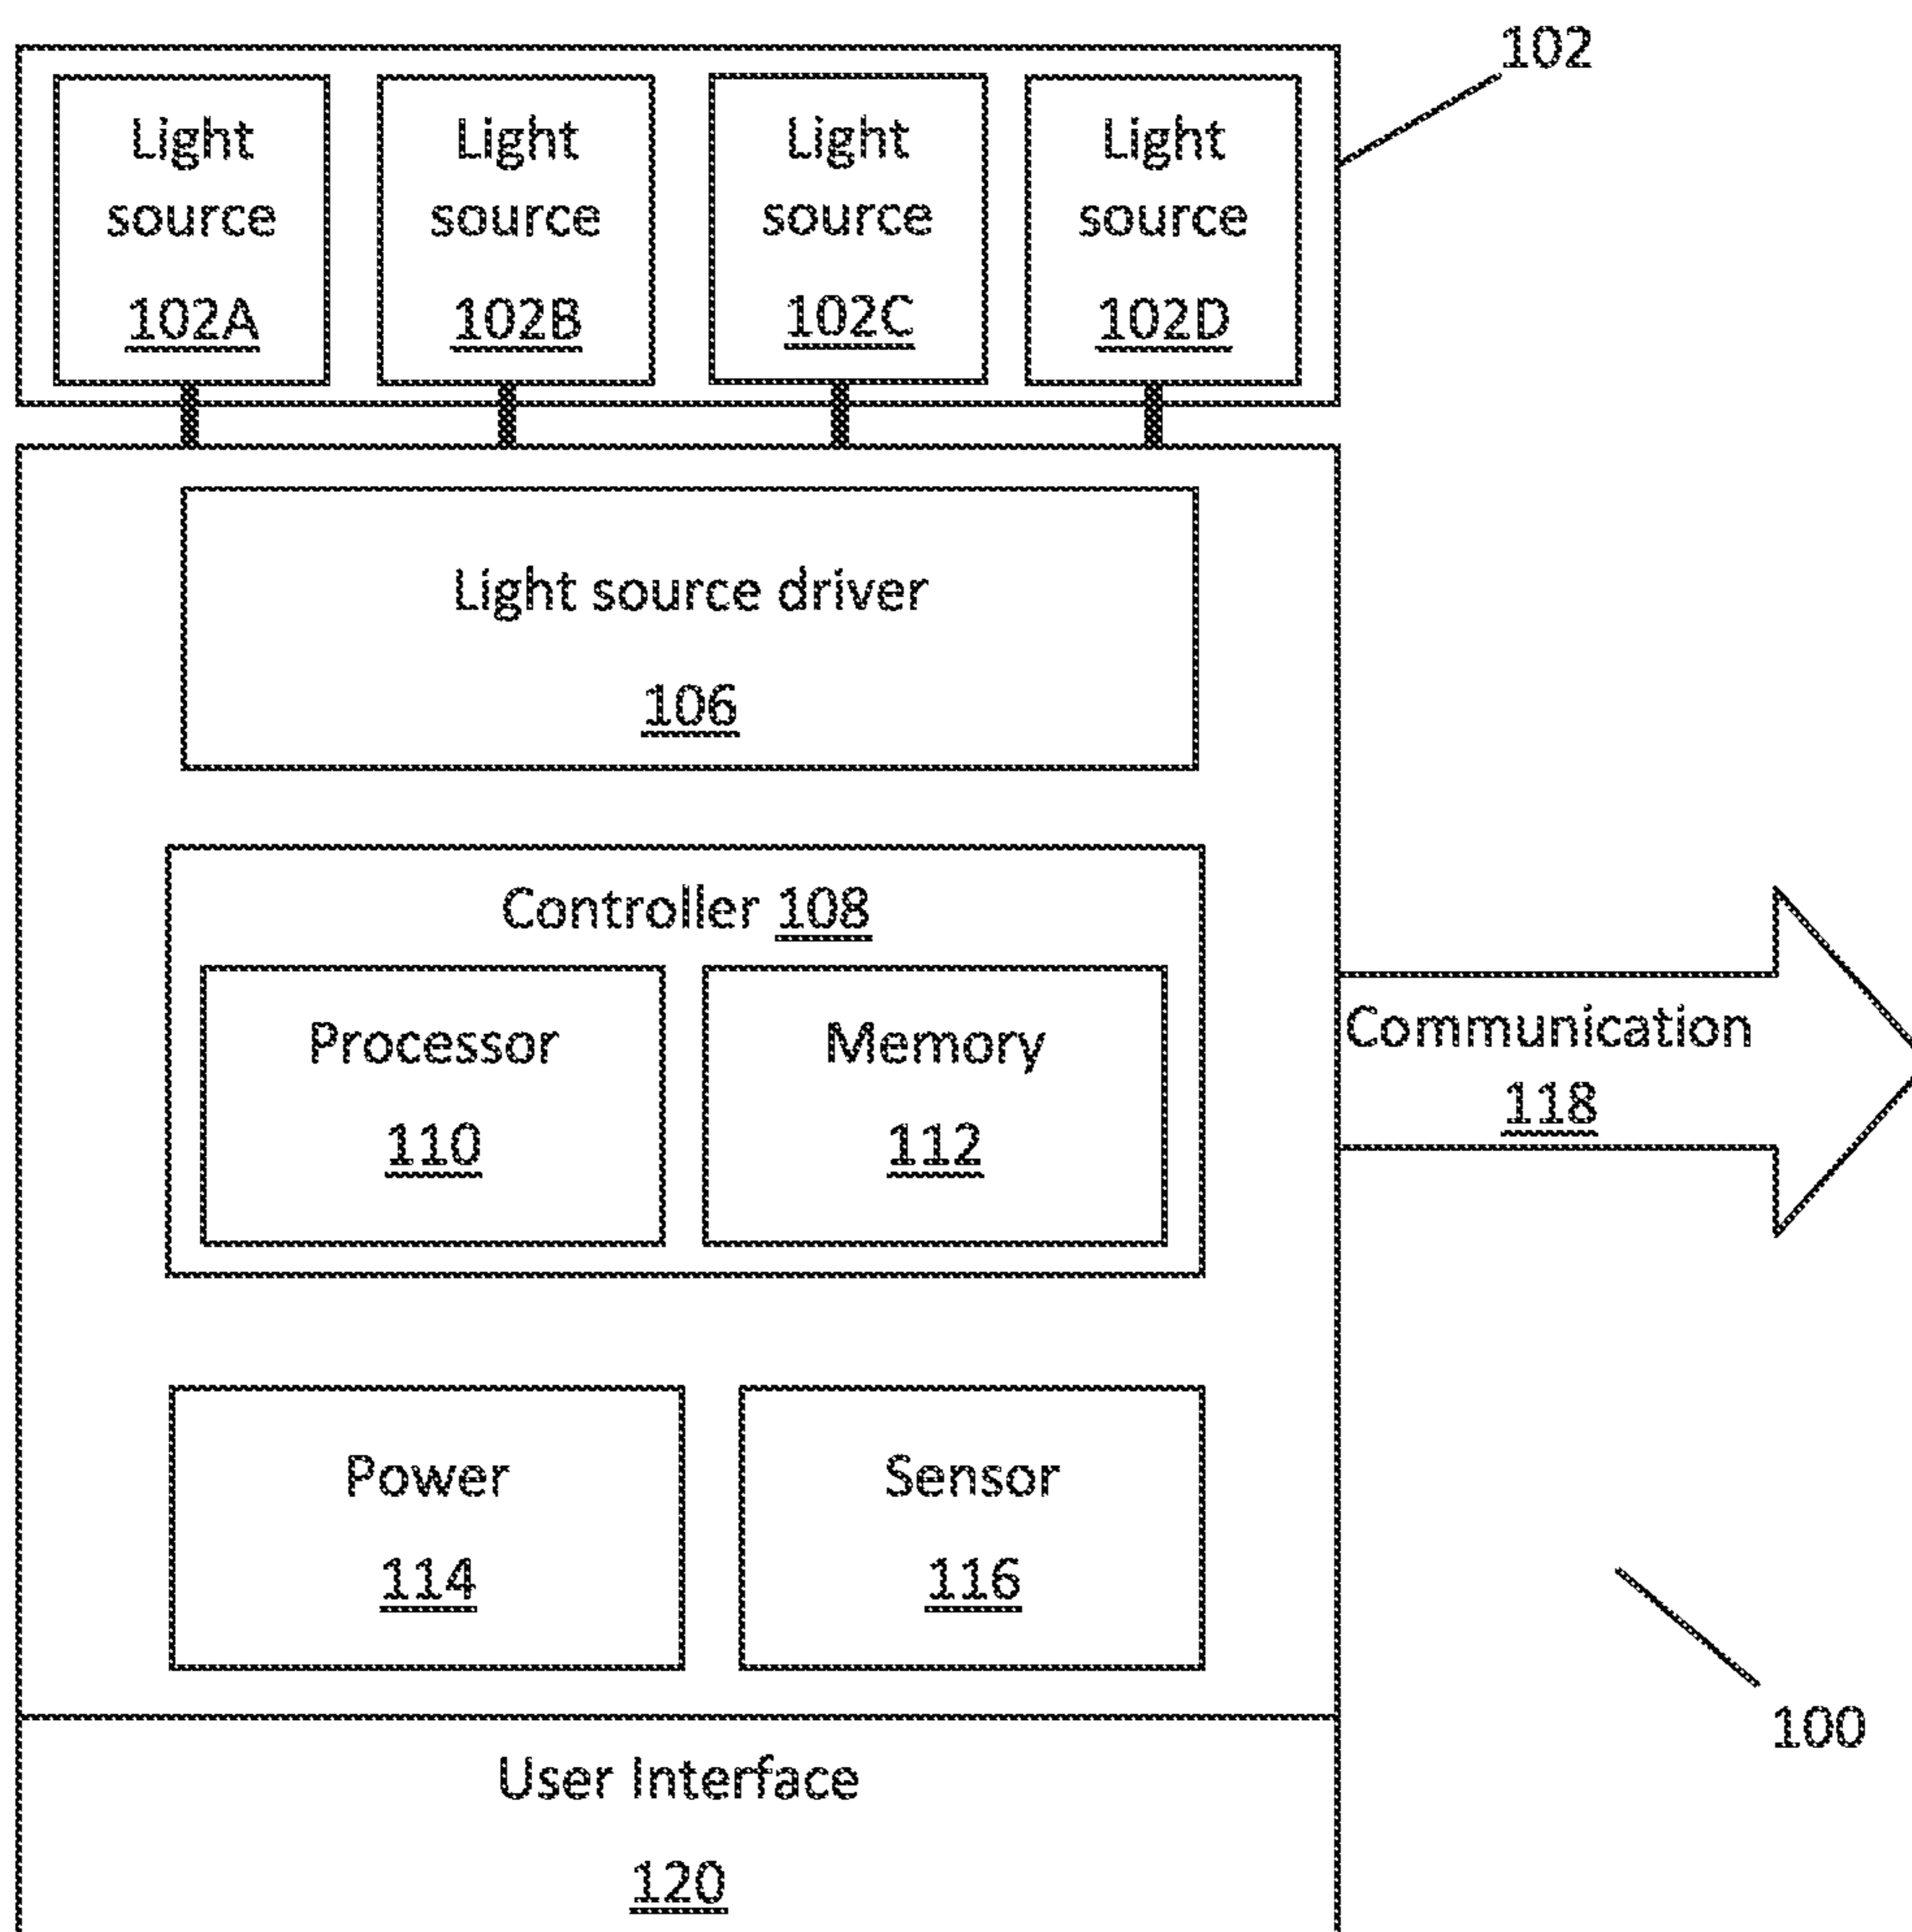 102
Light source 102A
Light source 102B
Light source 102C
Light source 102D
Light source driver
106
Controller 108
Processor
110
Memory
112
Communication
118
Power
114
Sensor
116
100
User Interface
120